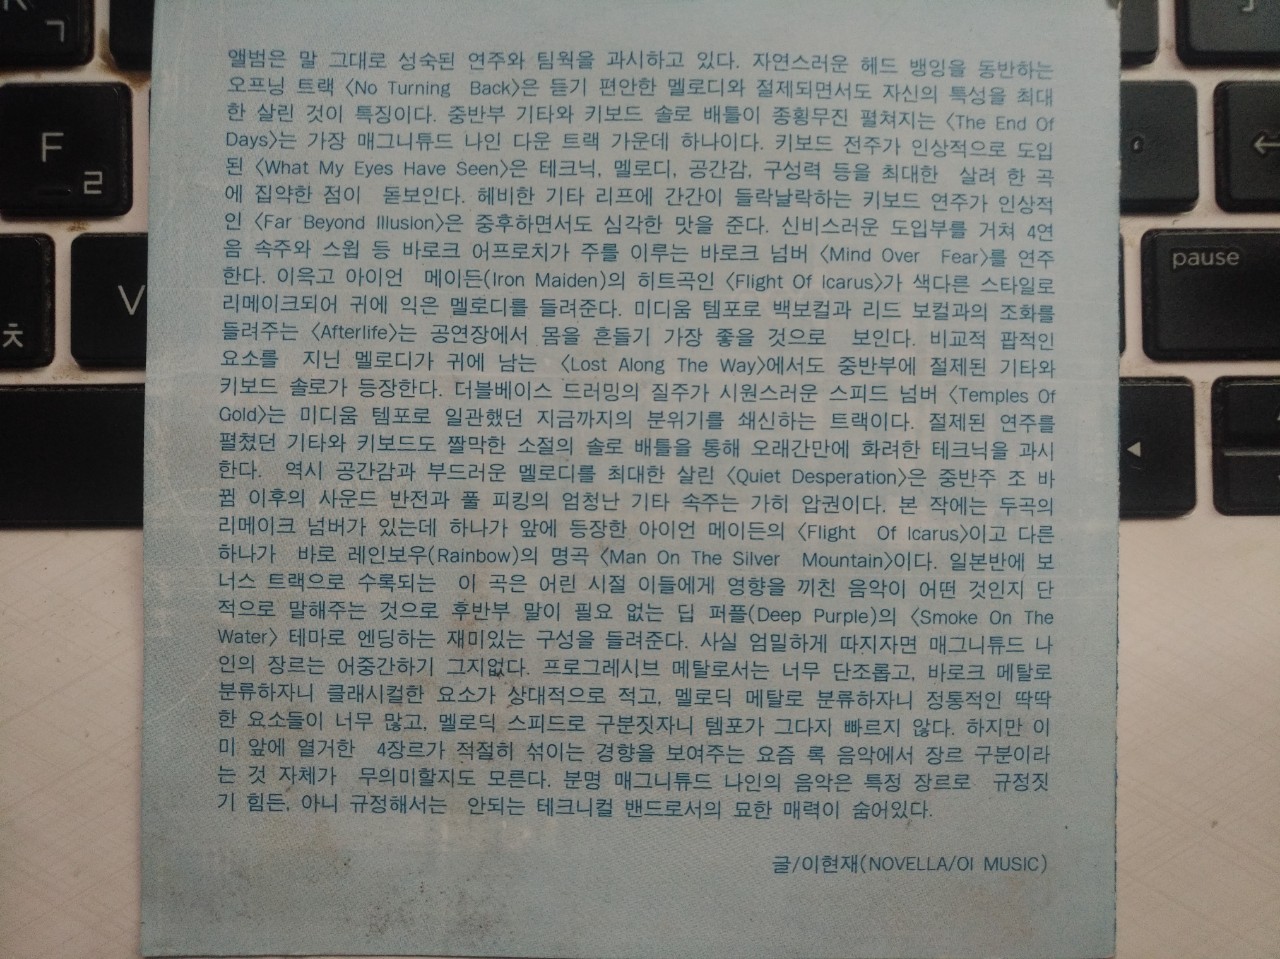 앨범은 말 그대로 성숙된 연주와 팀웍을 과시하고 있다. 자연스러운 헤드 뱅잉을 동반하는
오프닝 트랙 〈No Turning Back〉은 듣기 편안한 멜로디와 절제되면서도 자신의 특성을 최대
한 살린 것이 특징이다. 중반부 기타와 키보드 솔로 배틀이 종횡무진 펼쳐지는 〈The End Of
Days〉는 가장 매그니튜드 나인 다운 트랙 가운데 하나이다. 키보드 전주가 인상적으로 도입
된 〈What My Eyes Have Seen〉은 테크닉, 멜로디, 공간감, 구성력 등을 최대한 살려 한 곡
에 집약한 점이 돋보인다. 헤비한 기타 리프에 간간이 들락날락하는 키보드 연주가 인상적
인 〈Far Beyond Illusion〉은 중후하면서도 심각한 맛을 준다. 신비스러운 도입부를 거쳐 4연
음 속주와 스윕 등 바로크 어프로치가 주를 이루는 바로크 넘버 〈Mind Over Fear〉를 연주
한다. 이윽고 아이언 메이든(Iron Maiden)의 히트곡인 〈Flight Of Icarus〉가 색다른 스타일로
리메이크되어 귀에 익은 멜로디를 들려준다. 미디움 템포로 백보컬과 리드 보컬과의 조화를
들려주는 〈Afterlife〉는 공연장에서 몸을 흔들기 가장 좋을 것으로 보인다. 비교적 팝적인
요소를 지닌 멜로디가 귀에 남는 〈Lost Along The Way〉에서도 중반부에 절제된 기타와
키보드 솔로가 등장한다. 더블베이스 드러밍의 질주가 시원스러운 스피드 넘버 〈Temples Of
Gold〉는 미디움 템포로 일관했던 지금까지의 분위기를 쇄신하는 트랙이다. 절제된 연주를
펼쳤던 기타와 키보드도 짤막한 소절의 솔로 배틀을 통해 오래간만에 화려한 테크닉을 과시
한다. 역시 공간감과 부드러운 멜로디를 최대한 살린 〈Quiet Desperation〉은 중반주 조 바
뀜 이후의 사운드 반전과 풀 피킹의 엄청난 기타 속주는 가히 압권이다. 본 작에는 두곡의
리메이크 넘버가 있는데 하나가 앞에 등장한 아이언 메이든의 〈Flight Of Icarus〉이고 다른
하나가 바로 레인보우(Rainbow)의 명곡 〈Man On The Silver Mountain〉이다. 일본반에 보
너스 트랙으로 수록되는 이 곡은 어린 시절 이들에게 영향을 끼친 음악이 어떤 것인지 단
적으로 말해주는 것으로 후반부 말이 필요 없는 딥 퍼플(Deep Purple)의 〈Smoke On The
Water〉 테마로 엔딩하는 재미있는 구성을 들려준다. 사실 엄밀하게 따지자면 매그니튜드 나
인의 장르는 어중간하기 그지없다. 프로그레시브 메탈로서는 너무 단조롭고, 바로크 메탈로
분류하자니 클래시컬한 요소가 상대적으로 적고, 멜로딕 메탈로 분류하자니 정통적인 딱딱
한 요소들이 너무 많고, 멜로딕 스피드로 구분짓자니 템포가 그다지 빠르지 않다. 하지만 이
미 앞에 열거한 4장르가 적절히 섞이는 경향을 보여주는 요즘 록 음악에서 장르 구분이라
는 것 자체가 무의미할지도 모른다. 분명 매그니튜드 나인의 음악은 특정 장르로 규정짓
기 힘든, 아니 규정해서는 안되는 테크니컬 밴드로서의 묘한 매력이 숨어있다.
글/이현재(NOVELLA/OI MUSIC)
F
ㄹ
ㄱ
V
ㅊ
pause